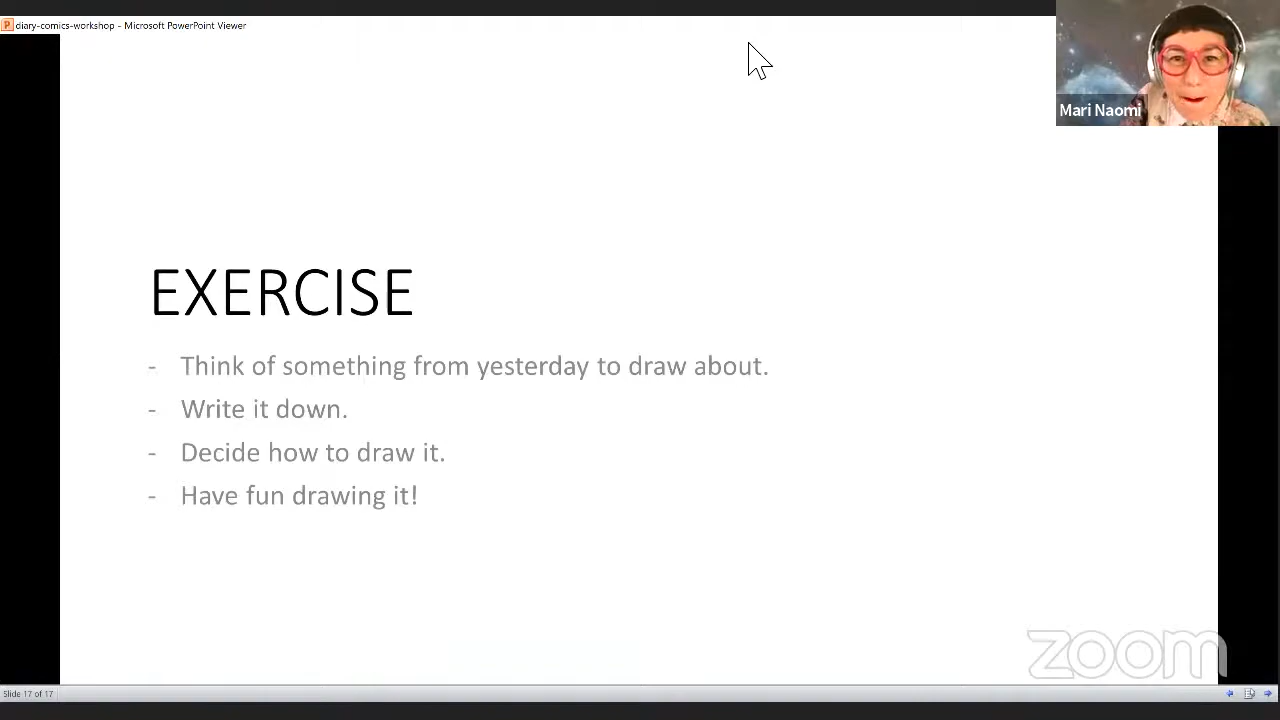 diary-comics-workshop - Microsoft PowerPoint Viewer
Mari Naomi
EXERCISE
- Think of something from yesterday to draw about.
- Write it down.
- Decide how to draw it.
- Have fun drawing it!
zoom
Slide 17 of 17